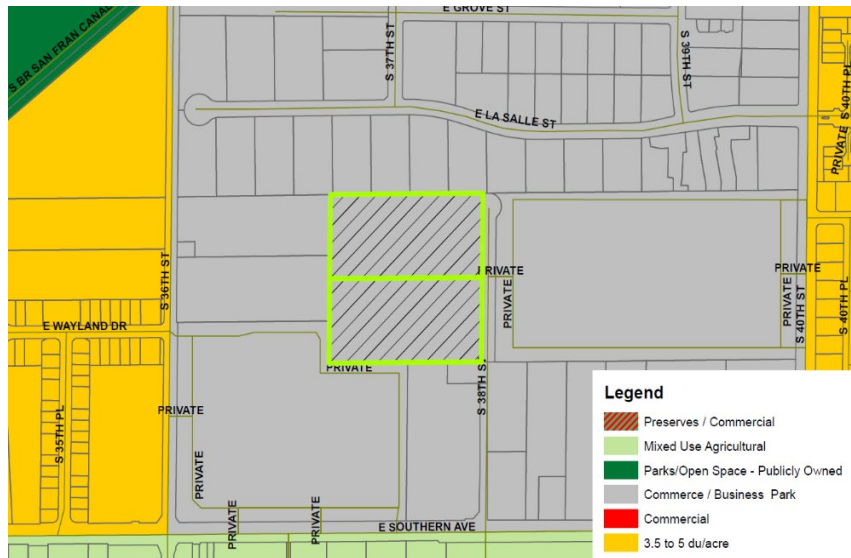 E GROVE ST
S BR SAN FRAN CANAL
S 37TH ST
S 39TH ST
S 40TH PL
E LA SALLE ST
PRIVATE
S 36TH ST
RIVATE
PRIVATE
PRIVATE
PRIVATE
S 40TH ST
S 40TH PL
E WAYLAND DR
PRIVATE
S 38TH S
S 35TH PL
PRIVATE
PRIVATE
PRIVATE
PRIVATE
E SOUTHERN AVE
Legend
Preserves / Commercial
Mixed Use Agricultural
Parks/Open Space - Publicly Owned
Commerce / Business Park
Commercial
3.5 to 5 du/acre